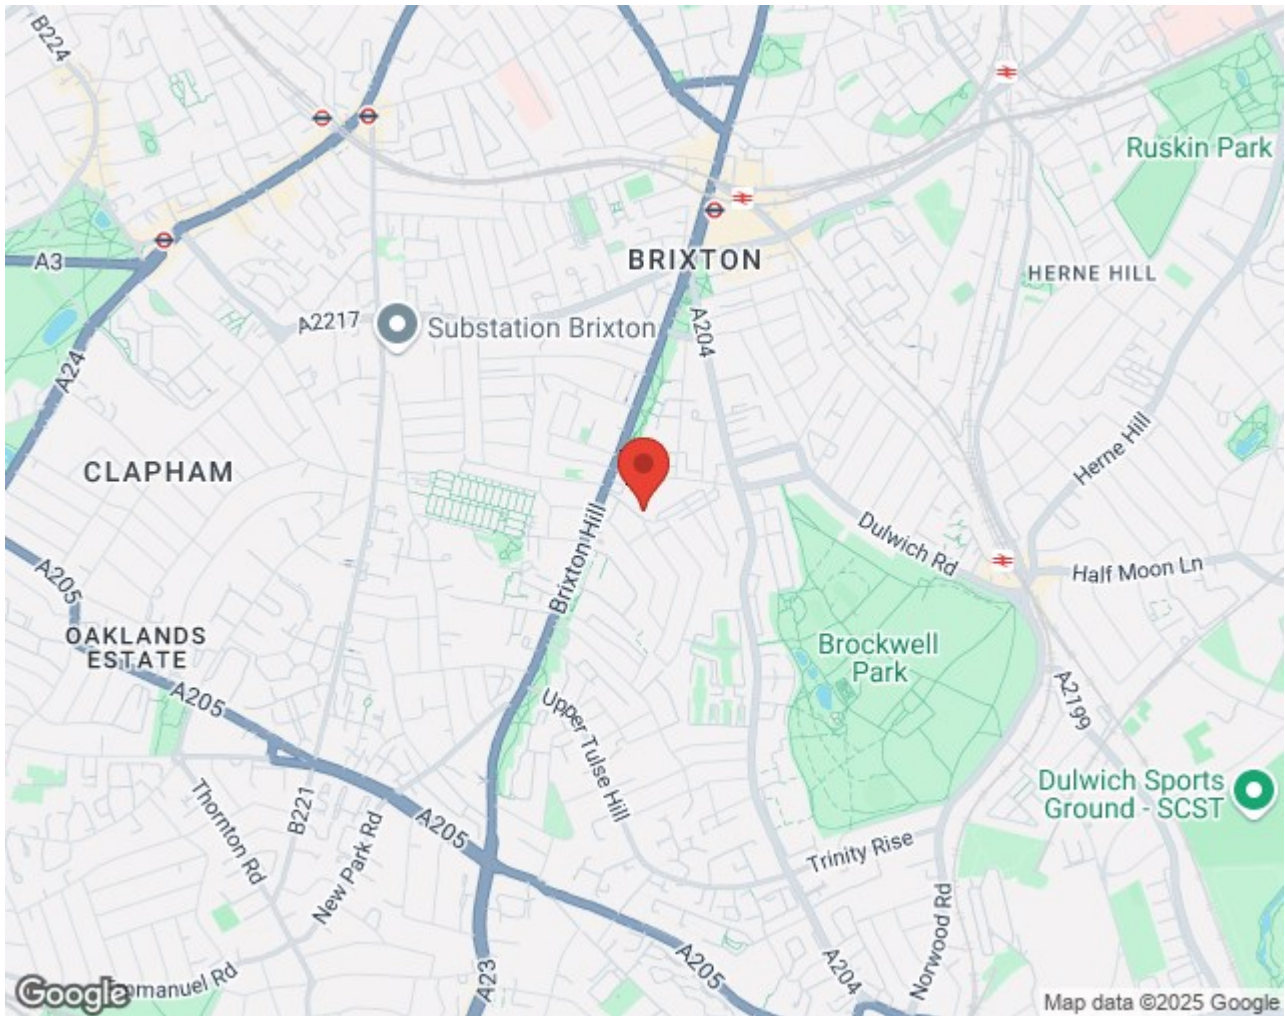 B224
Ruskin Park
BRIXTON
A3
HERNE HILL
A2217
Substation Brixton
A204
A24
CLAPHAM
Herne Hill
Brixton Hill
Dulwich Rd
A205
Half Moon Ln
OAKLANDS
ESTATE
Brockwell
Park
A205
A2199
Upper Tulse Hill
Dulwich Sports
Ground - SCST
Thornton Rd
B221
A205
New Park Rd
Trinity Rise
Norwood Rd
A205
A204
A23
Google
Map data ©2025 Google